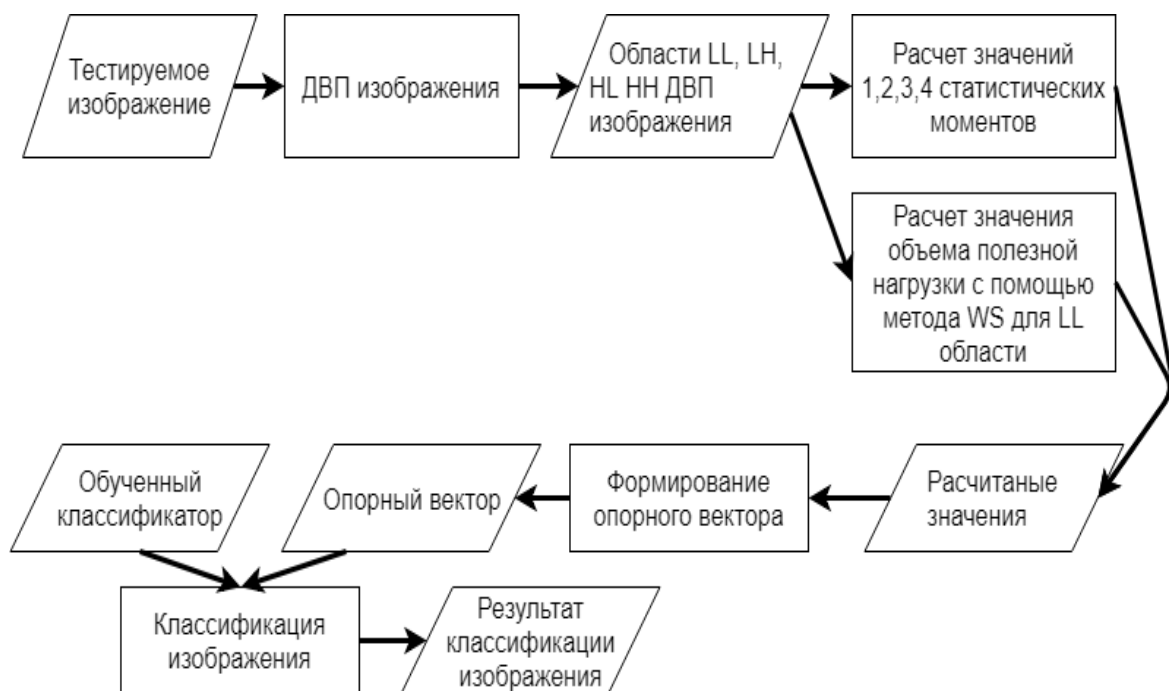 Тестируемое
изображение
ДВП изображения
Области LL, LH,
HL HH ДВП
изображения
Расчет значений
1,2,3,4 статистических
моментов
Расчет значения
объема полезной
нагрузки с помощью
метода WS для LL
области
Расчитаные
значения
Формирование
опорного вектора
Опорный вектор
Обученный
классификатор
Классификация
изображения
Результат
классификации
изображения